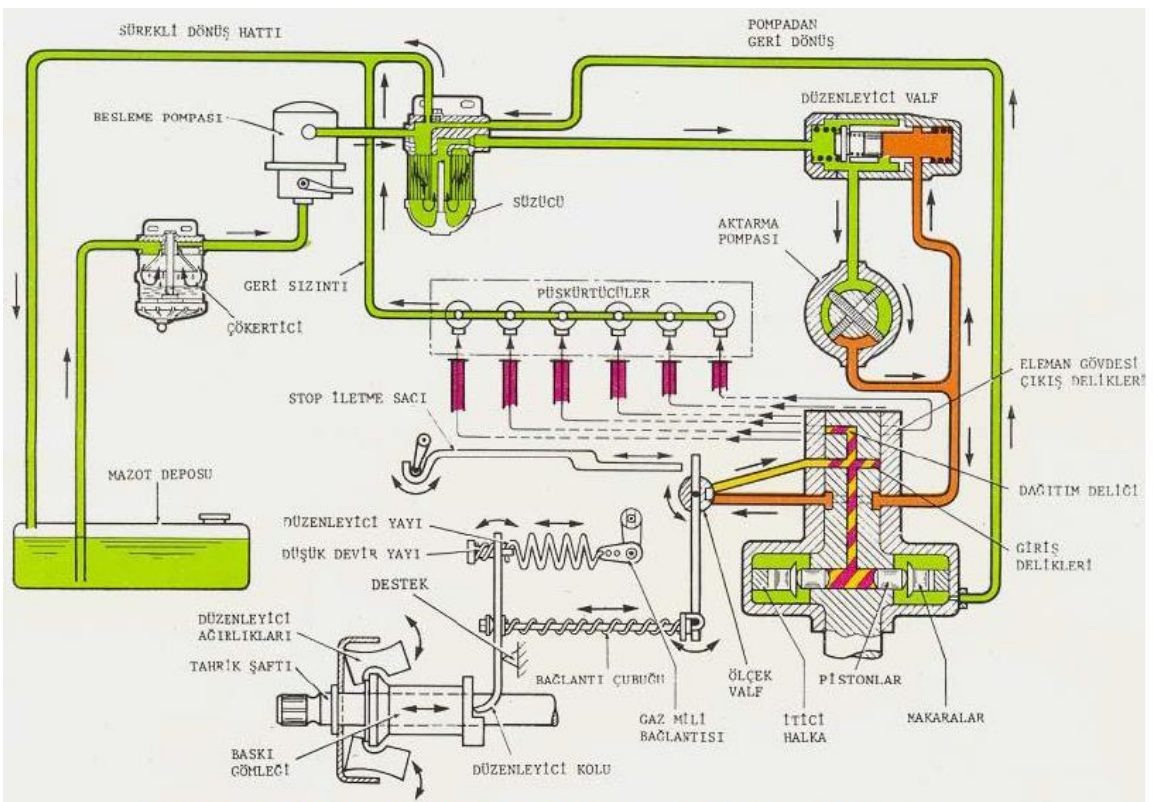 SÜREKLİ DÖNÜŞ HATTI
POMPADAN
GERİ DÖNÜŞ
BESLEME POMPASI
DÜZENLEYİCİ VALF
SÜZÜCÜ
AKTARMA
POMPASI
GERİ SIZINTI
PÜSKÜRTÜCÜLER
ÇÖKERTİCİ
ELEMAN GÖVDESİ
ÇIKIŞ DELİKLERİ
STOP İLETME SACI
MAZOT DEPOSU
DAĞITIM DELİĞİ
DÜZENLEYİCİ YAYI
DÜŞÜK DEVİR YAYI
GİRİŞ
DELİKLERİ
DESTEK
DÜZENLEYİCİ
AĞIRLIKLARI
TAHRİK ŞAFTI
BAĞLANTI ÇUBUĞU
ÖLÇEK
VALF
PİSTONLAR
GAZ MİLİ
BAĞLANTISI
İTİCİ
HALKA
MAKARALAR
BASKI
GÖMLEĞİ
DÜZENLEYİCİ KOLU